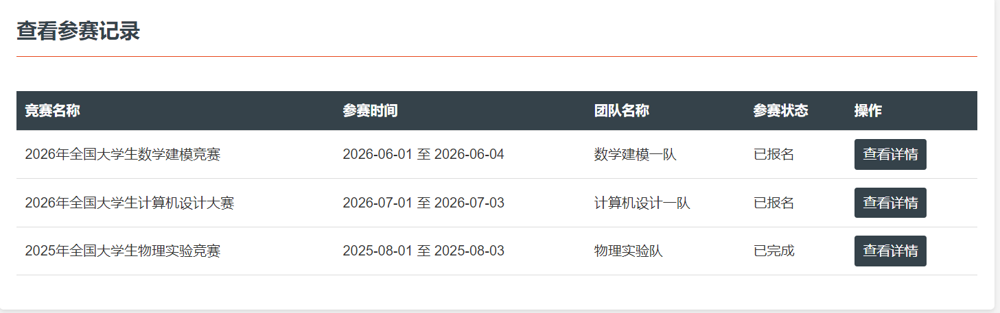 查看参赛记录
竞赛名称 参赛时间 团队名称 参赛状态 操作
2026年全国大学生数学建模竞赛 2026-06-01 至 2026-06-04 数学建模一队 已报名 查看详情
2026年全国大学生计算机设计大赛 2026-07-01 至 2026-07-03 计算机设计一队 已报名 查看详情
2025年全国大学生物理实验竞赛 2025-08-01 至 2025-08-03 物理实验队 已完成 查看详情